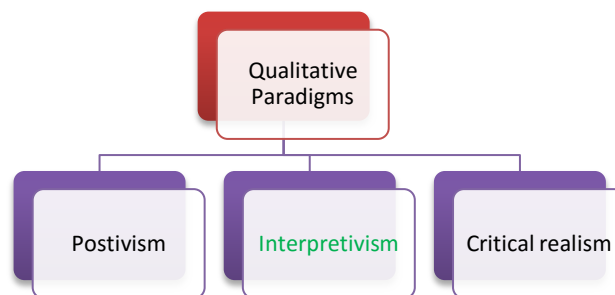 Qualitative
Paradigms
Postivism
Interpretivism
Critical realism